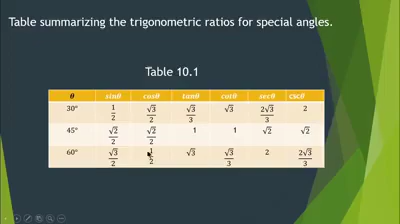 Table summarizing the trigonometric ratios for special angles.
Table 10.1
θ sinθ cosθ tanθ cotθ secθ cscθ
30° 1/2 √3/2 √3/3 √3 2√3/3 2
45° √2/2 √2/2 1 1 √2 √2
60° √3/2 1/2 √3 √3/3 2 2√3/3